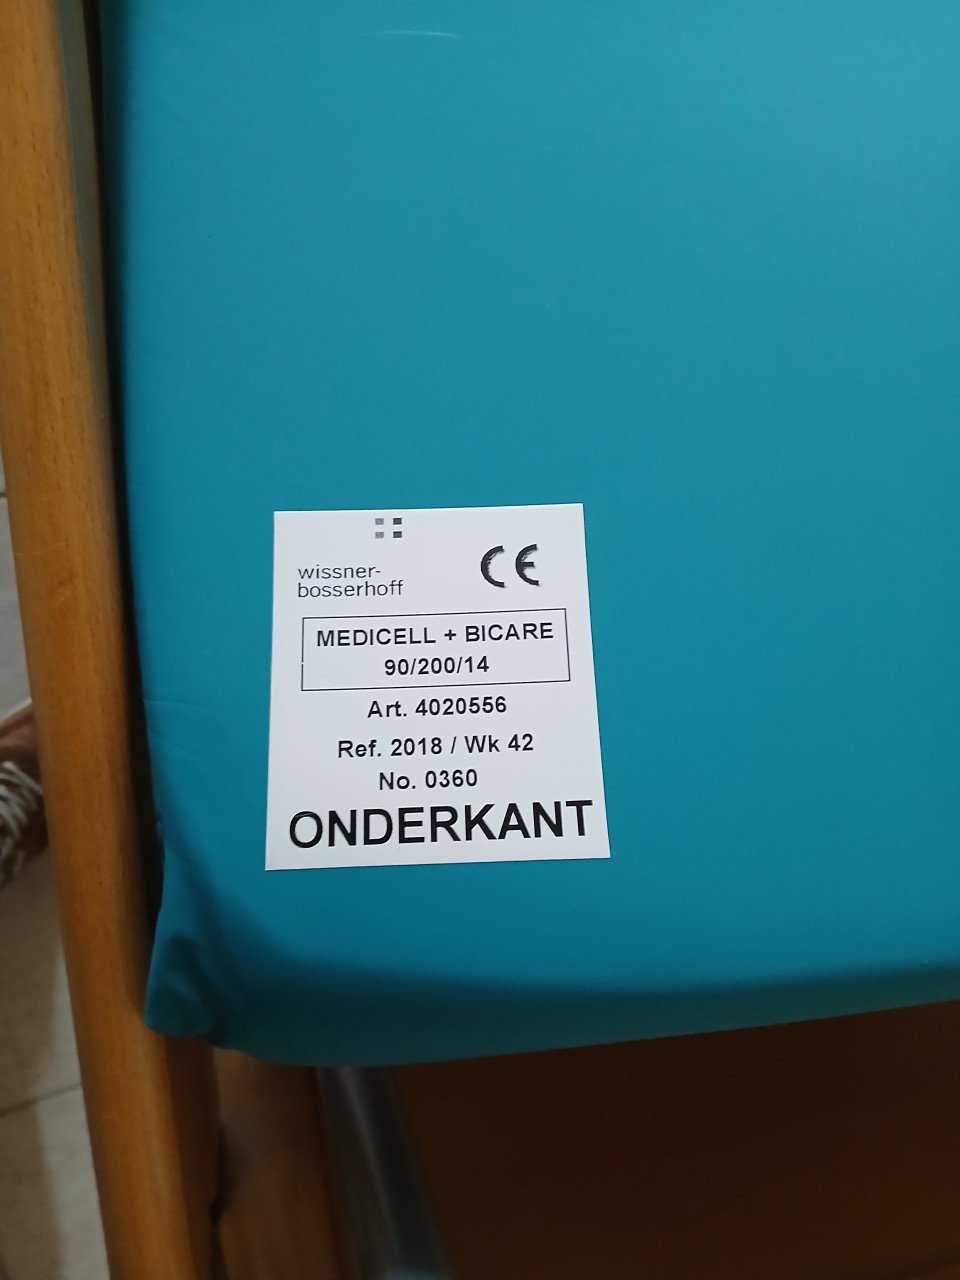 wissner-
bosserhoff
CE
MEDICELL + BICARE
90/200/14
Art. 4020556
Ref. 2018 / Wk 42
No. 0360
ONDERKANT